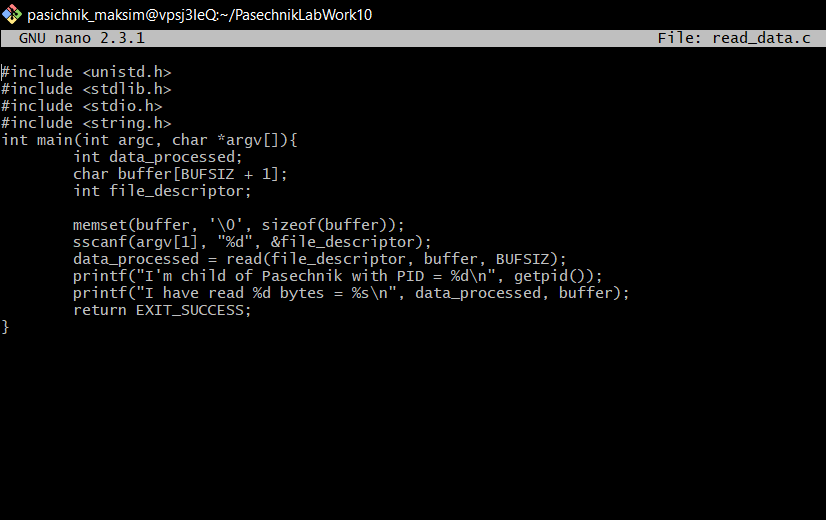 pasichnik_maksim@vpsj3IeQ:~/PasechnikLabWork10
GNU nano 2.3.1 File: read_data.c
#include <unistd.h>
#include <stdlib.h>
#include <stdio.h>
#include <string.h>
int main(int argc, char *argv[]){
        int data_processed;
        char buffer[BUFSIZ + 1];
        int file_descriptor;

        memset(buffer, '\0', sizeof(buffer));
        sscanf(argv[1], "%d", &file_descriptor);
        data_processed = read(file_descriptor, buffer, BUFSIZ);
        printf("I'm child of Pasechnik with PID = %d\n", getpid());
        printf("I have read %d bytes = %s\n", data_processed, buffer);
        return EXIT_SUCCESS;
}